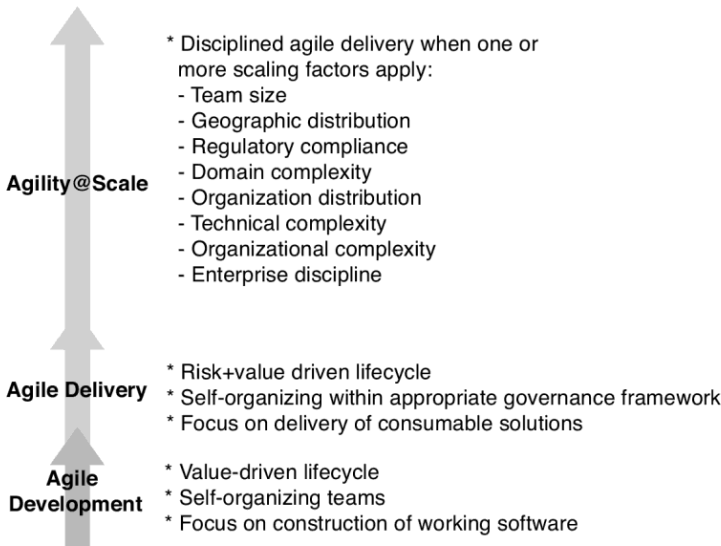 * Disciplined agile delivery when one or
more scaling factors apply:
- Team size
- Geographic distribution
- Regulatory compliance
- Domain complexity
Agility@Scale
- Organization distribution
- Technical complexity
- Organizational complexity
- Enterprise discipline
* Risk+value driven lifecycle
Agile Delivery
* Self-organizing within appropriate governance framework
* Focus on delivery of consumable solutions
Agile
Development
* Value-driven lifecycle
* Self-organizing teams
* Focus on construction of working software